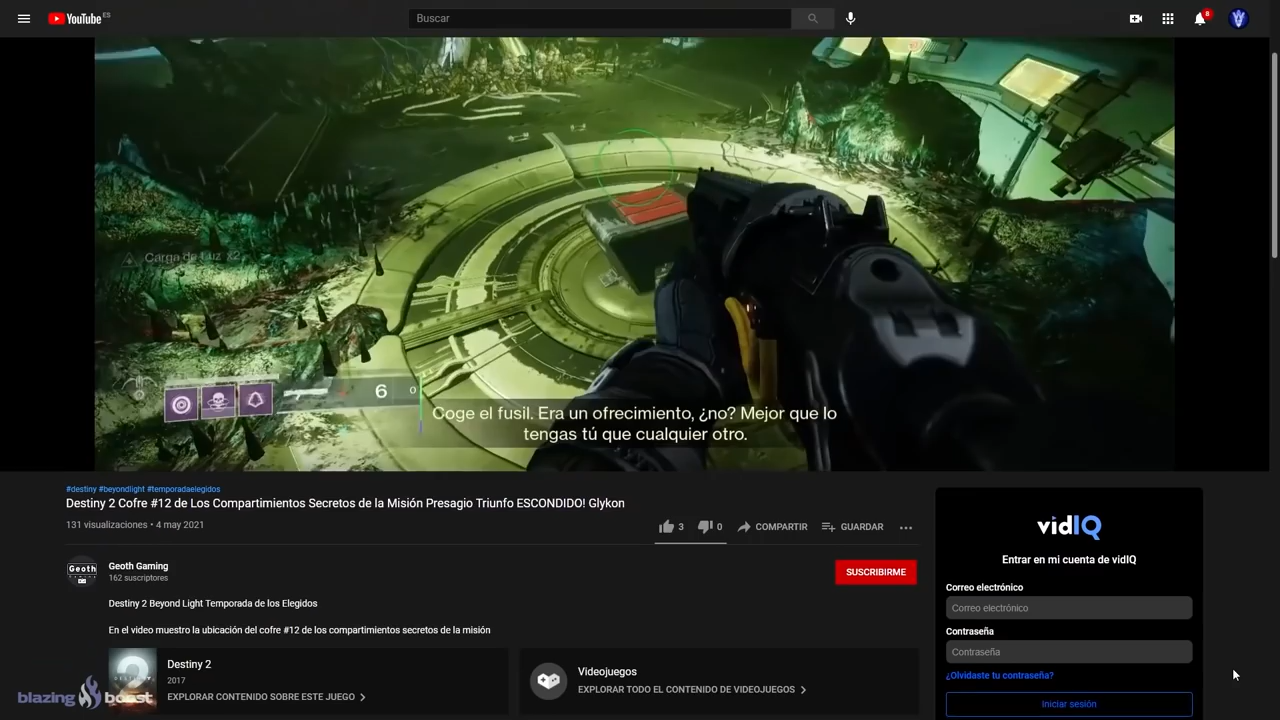 YouTube ES
Buscar
8
Carga de Luz x2
6
0
Coge el fusil. Era un ofrecimiento, ¿no? Mejor que lo
tengas tú que cualquier otro.
#destiny #beyondlight #temporadaelegidos
Destiny 2 Cofre #12 de Los Compartimientos Secretos de la Misión Presagio Triunfo ESCONDIDO! Glykon
131 visualizaciones • 4 may 2021
3
0
COMPARTIR
GUARDAR
Geoth Gaming
162 suscriptores
SUSCRIBIRME
Geoth
Destiny 2 Beyond Light Temporada de los Elegidos
En el video muestro la ubicación del cofre #12 de los compartimientos secretos de la misión
Destiny 2
2017
EXPLORAR CONTENIDO SOBRE ESTE JUEGO
Videojuegos
EXPLORAR TODO EL CONTENIDO DE VIDEOJUEGOS
vidIQ
Entrar en mi cuenta de vidIQ
Correo electrónico
Correo electrónico
Contraseña
Contraseña
¿Olvidaste tu contraseña?
Iniciar sesión
blazing boost